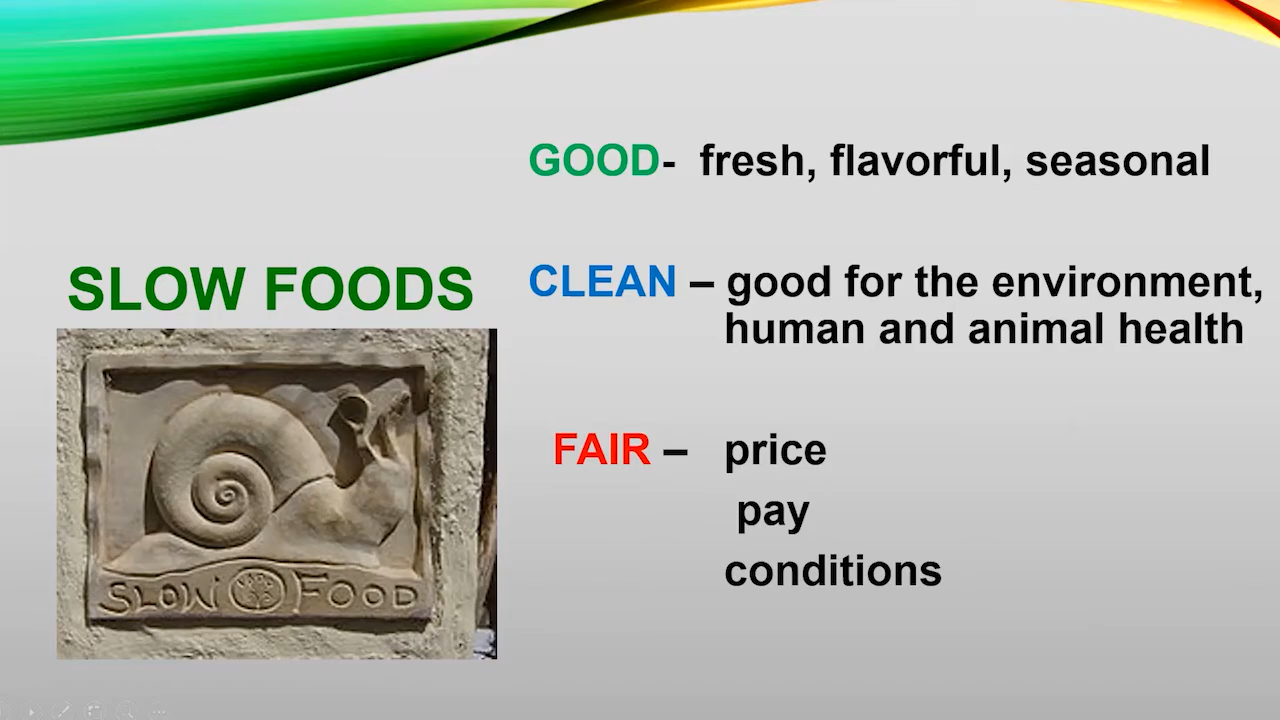 SLOW FOODS
SLOW FOOD
GOOD- fresh, flavorful, seasonal
CLEAN – good for the environment,
human and animal health
FAIR – price
pay
conditions